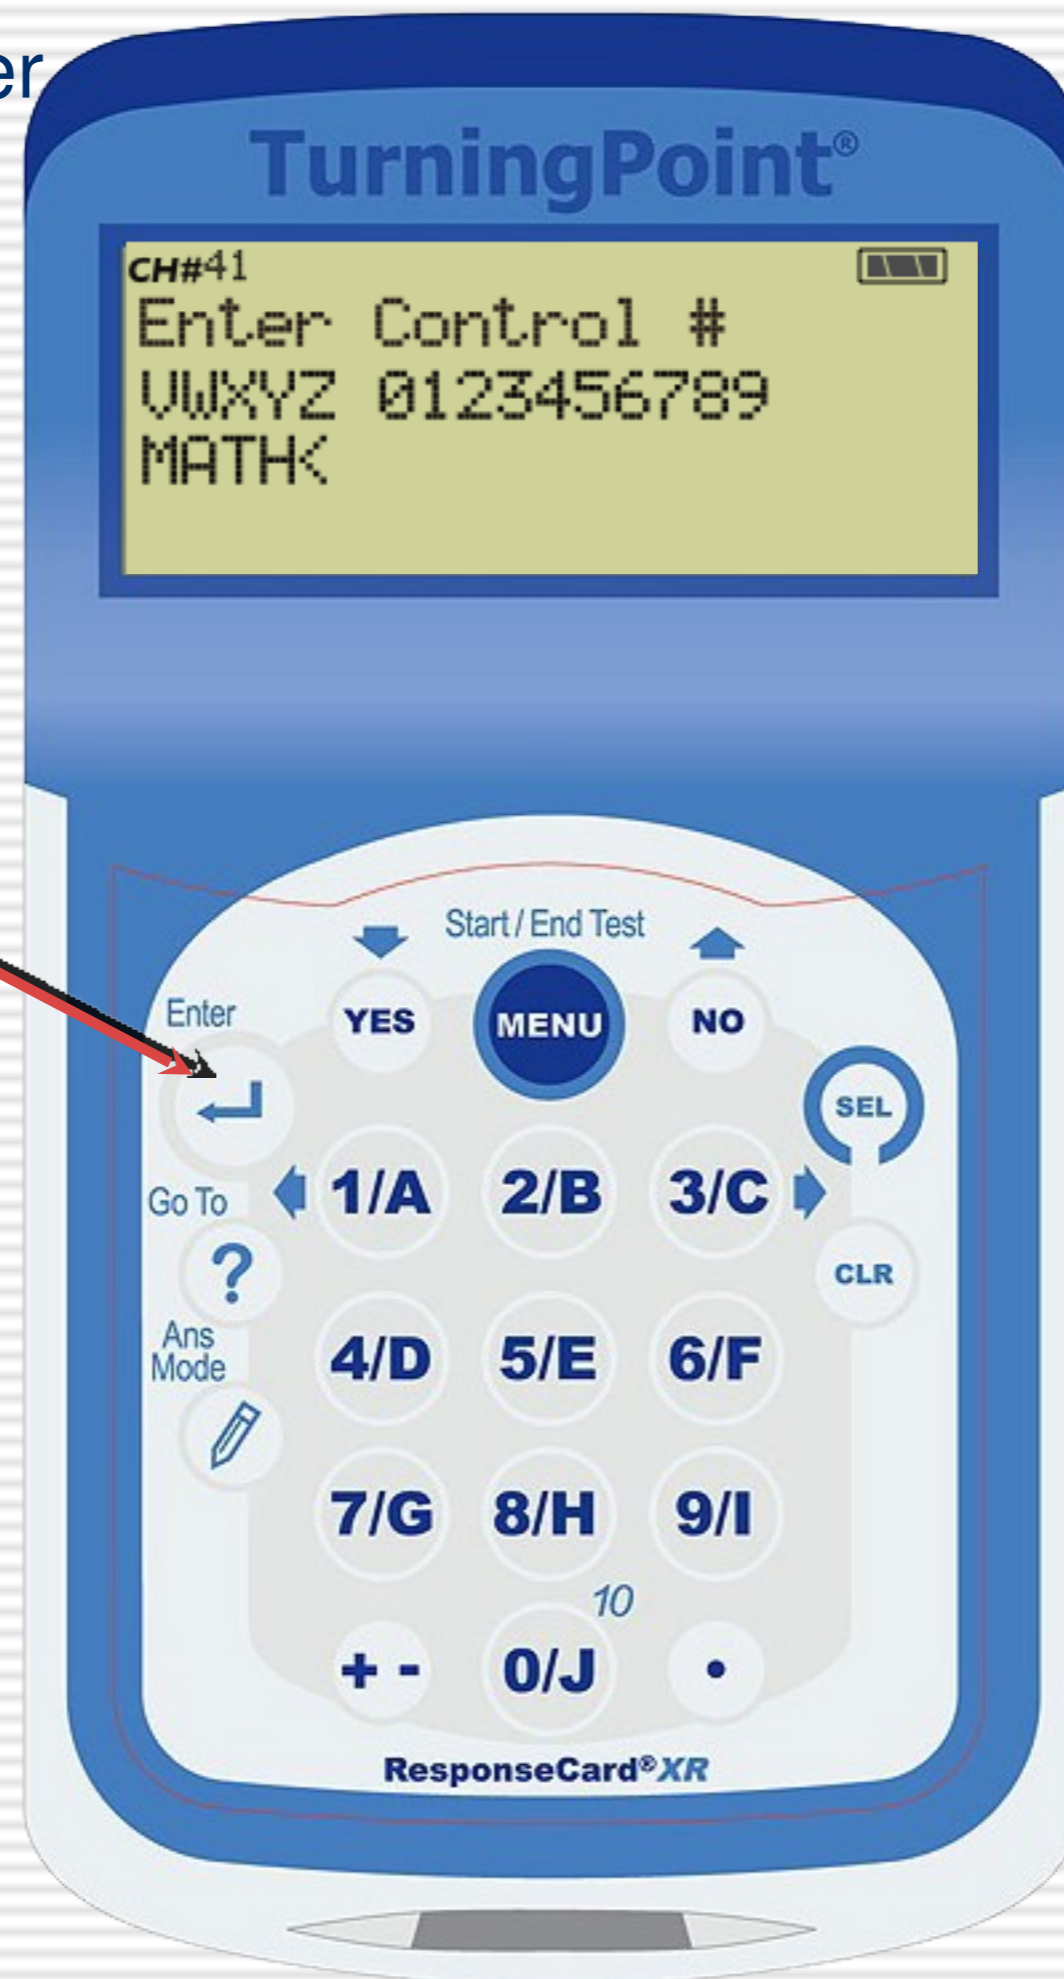 er
TurningPoint®
CH#41
Enter Control #
VWXYZ 0123456789
MATH<
Start / End Test
Enter
YES
MENU
NO
SEL
Go To
1/A
2/B
3/C
?
CLR
Ans
Mode
4/D
5/E
6/F
7/G
8/H
9/I
10
+ -
0/J
•
ResponseCard®XR